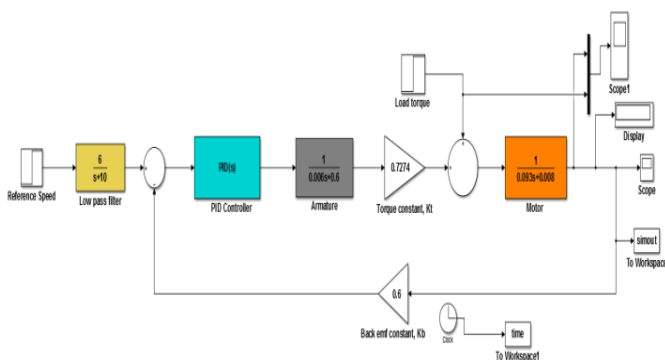 Reference Speed
6
s+10
Low pass filter
PID(s)
PID Controller
1
0.006s+0.6
Armature
0.7274
Torque constant, Kt
Load torque
1
0.093s+0.008
Motor
Scope1
Display
Scope
simout
To Workspace
0.6
Back emf constant, Kb
Clock
time
To Workspace1